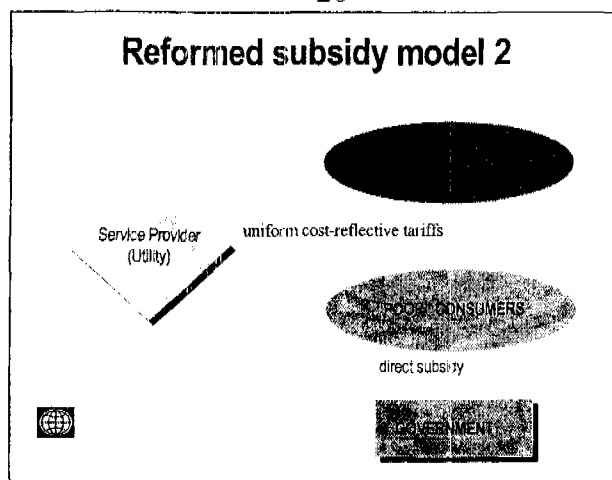 Reformed subsidy model 2
Service Provider
(Utility)
uniform cost-reflective tariffs
"POOR" CONSUMERS
direct subsidy
GOVERNMENT